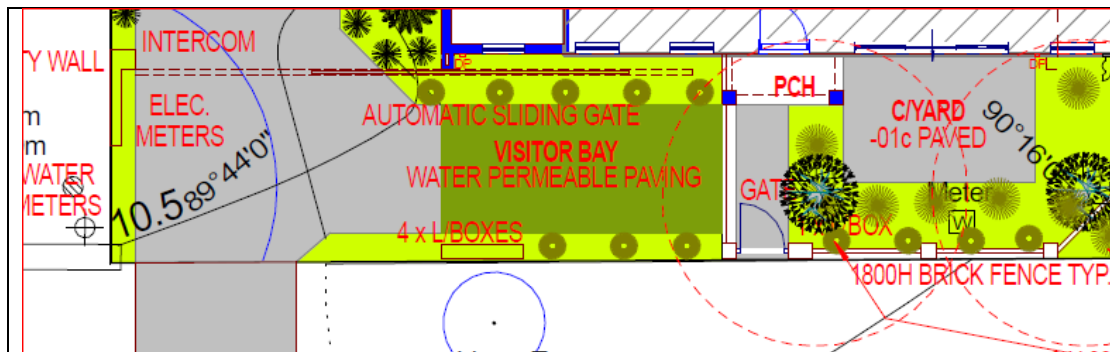 INTERCOM
Y WALL
DP
DP
ELEC.
METERS
m
m
PCH
C/YARD
-01c PAVED
AUTOMATIC SLIDING GATE
VISITOR BAY
WATER PERMEABLE PAVING
90°16'0"
WATER
METERS
10.5
89°44'0"
GATE
Meter
W
BOX
4 x L/BOXES
1800H BRICK FENCE TYP.